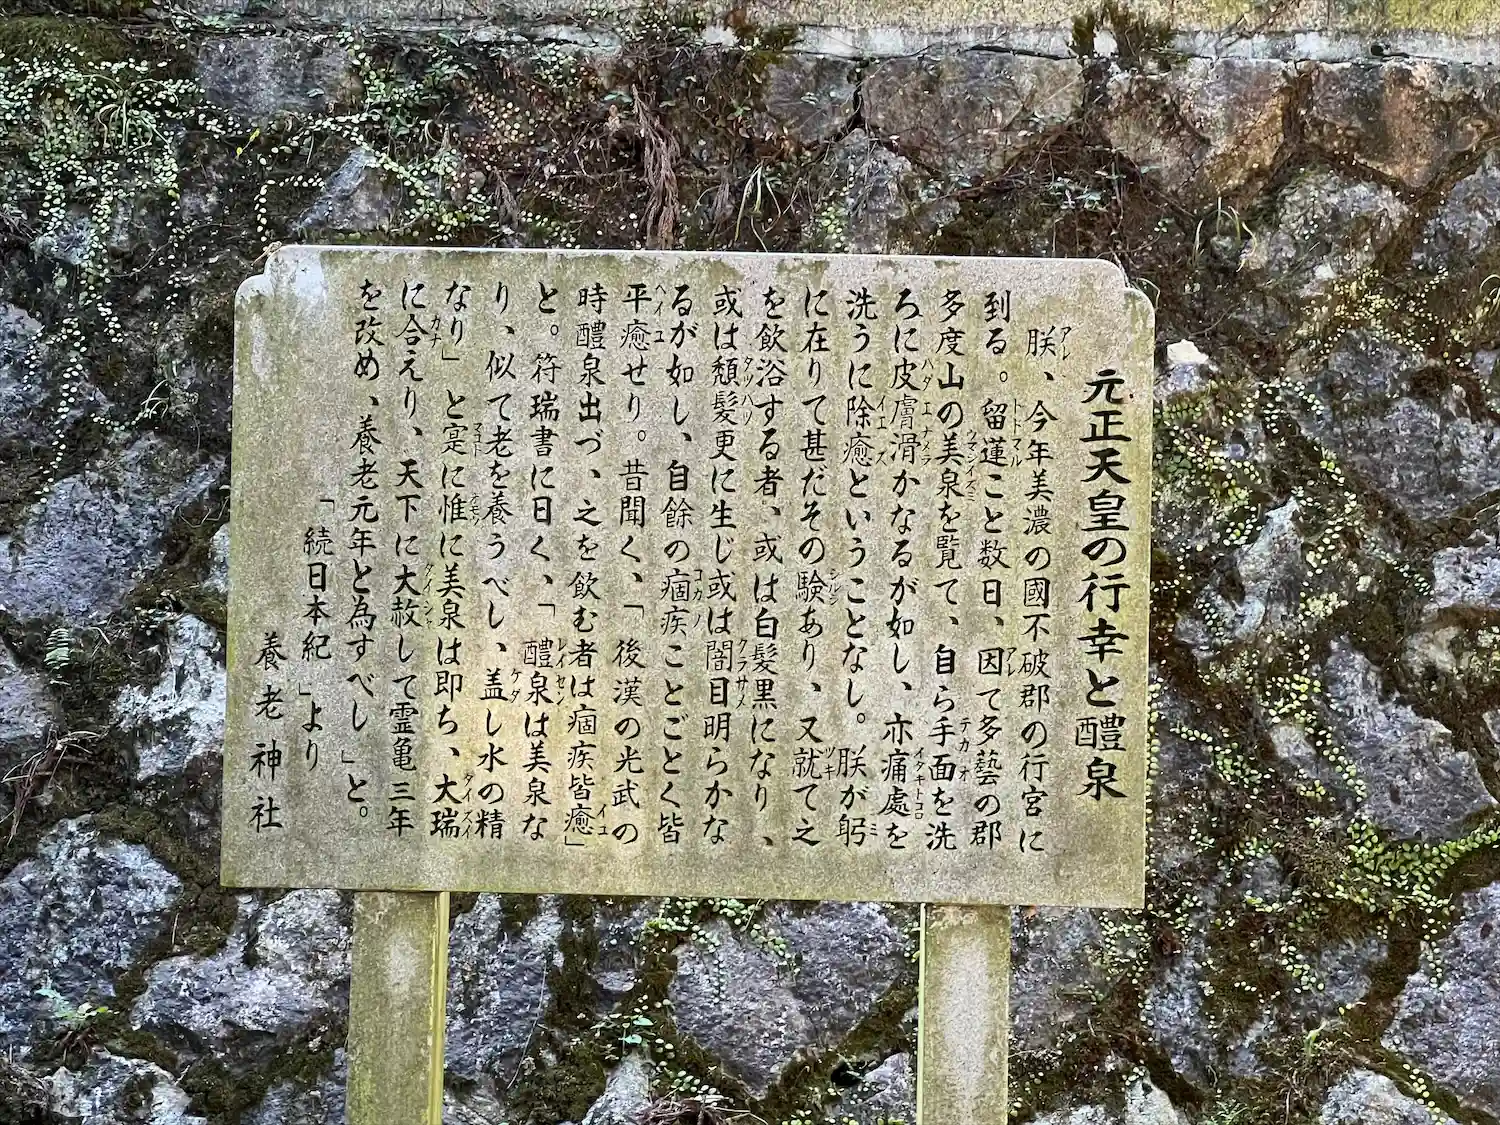 元正天皇の行幸と醴泉
朕、今年美濃の國不破郡の行宮に
到る。留蓮こと数日、因て多藝の郡
多度山の美泉を覧て、自ら手面を洗
ろに皮膚滑かなるが如し、亦痛處を
洗うに除癒ということなし。朕が躬
に在りて甚だその験あり、又就て之
を飲浴する者、或は白髪黒になり、
或は頽髪更に生じ或は闇目明らかな
るが如し、自餘の痼疾ことごとく皆
平癒せり。昔聞く、「後漢の光武の
時醴泉出づ、之を飲む者は痼疾皆癒」
と。符瑞書に曰く、「醴泉は美泉な
り、似て老を養うべし、盖し水の精
なり」と寔に惟に美泉は即ち、大瑞
に合えり、天下に大赦して霊亀三年
を改め、養老元年と為すべし」と。
「続日本紀」より
養老神社